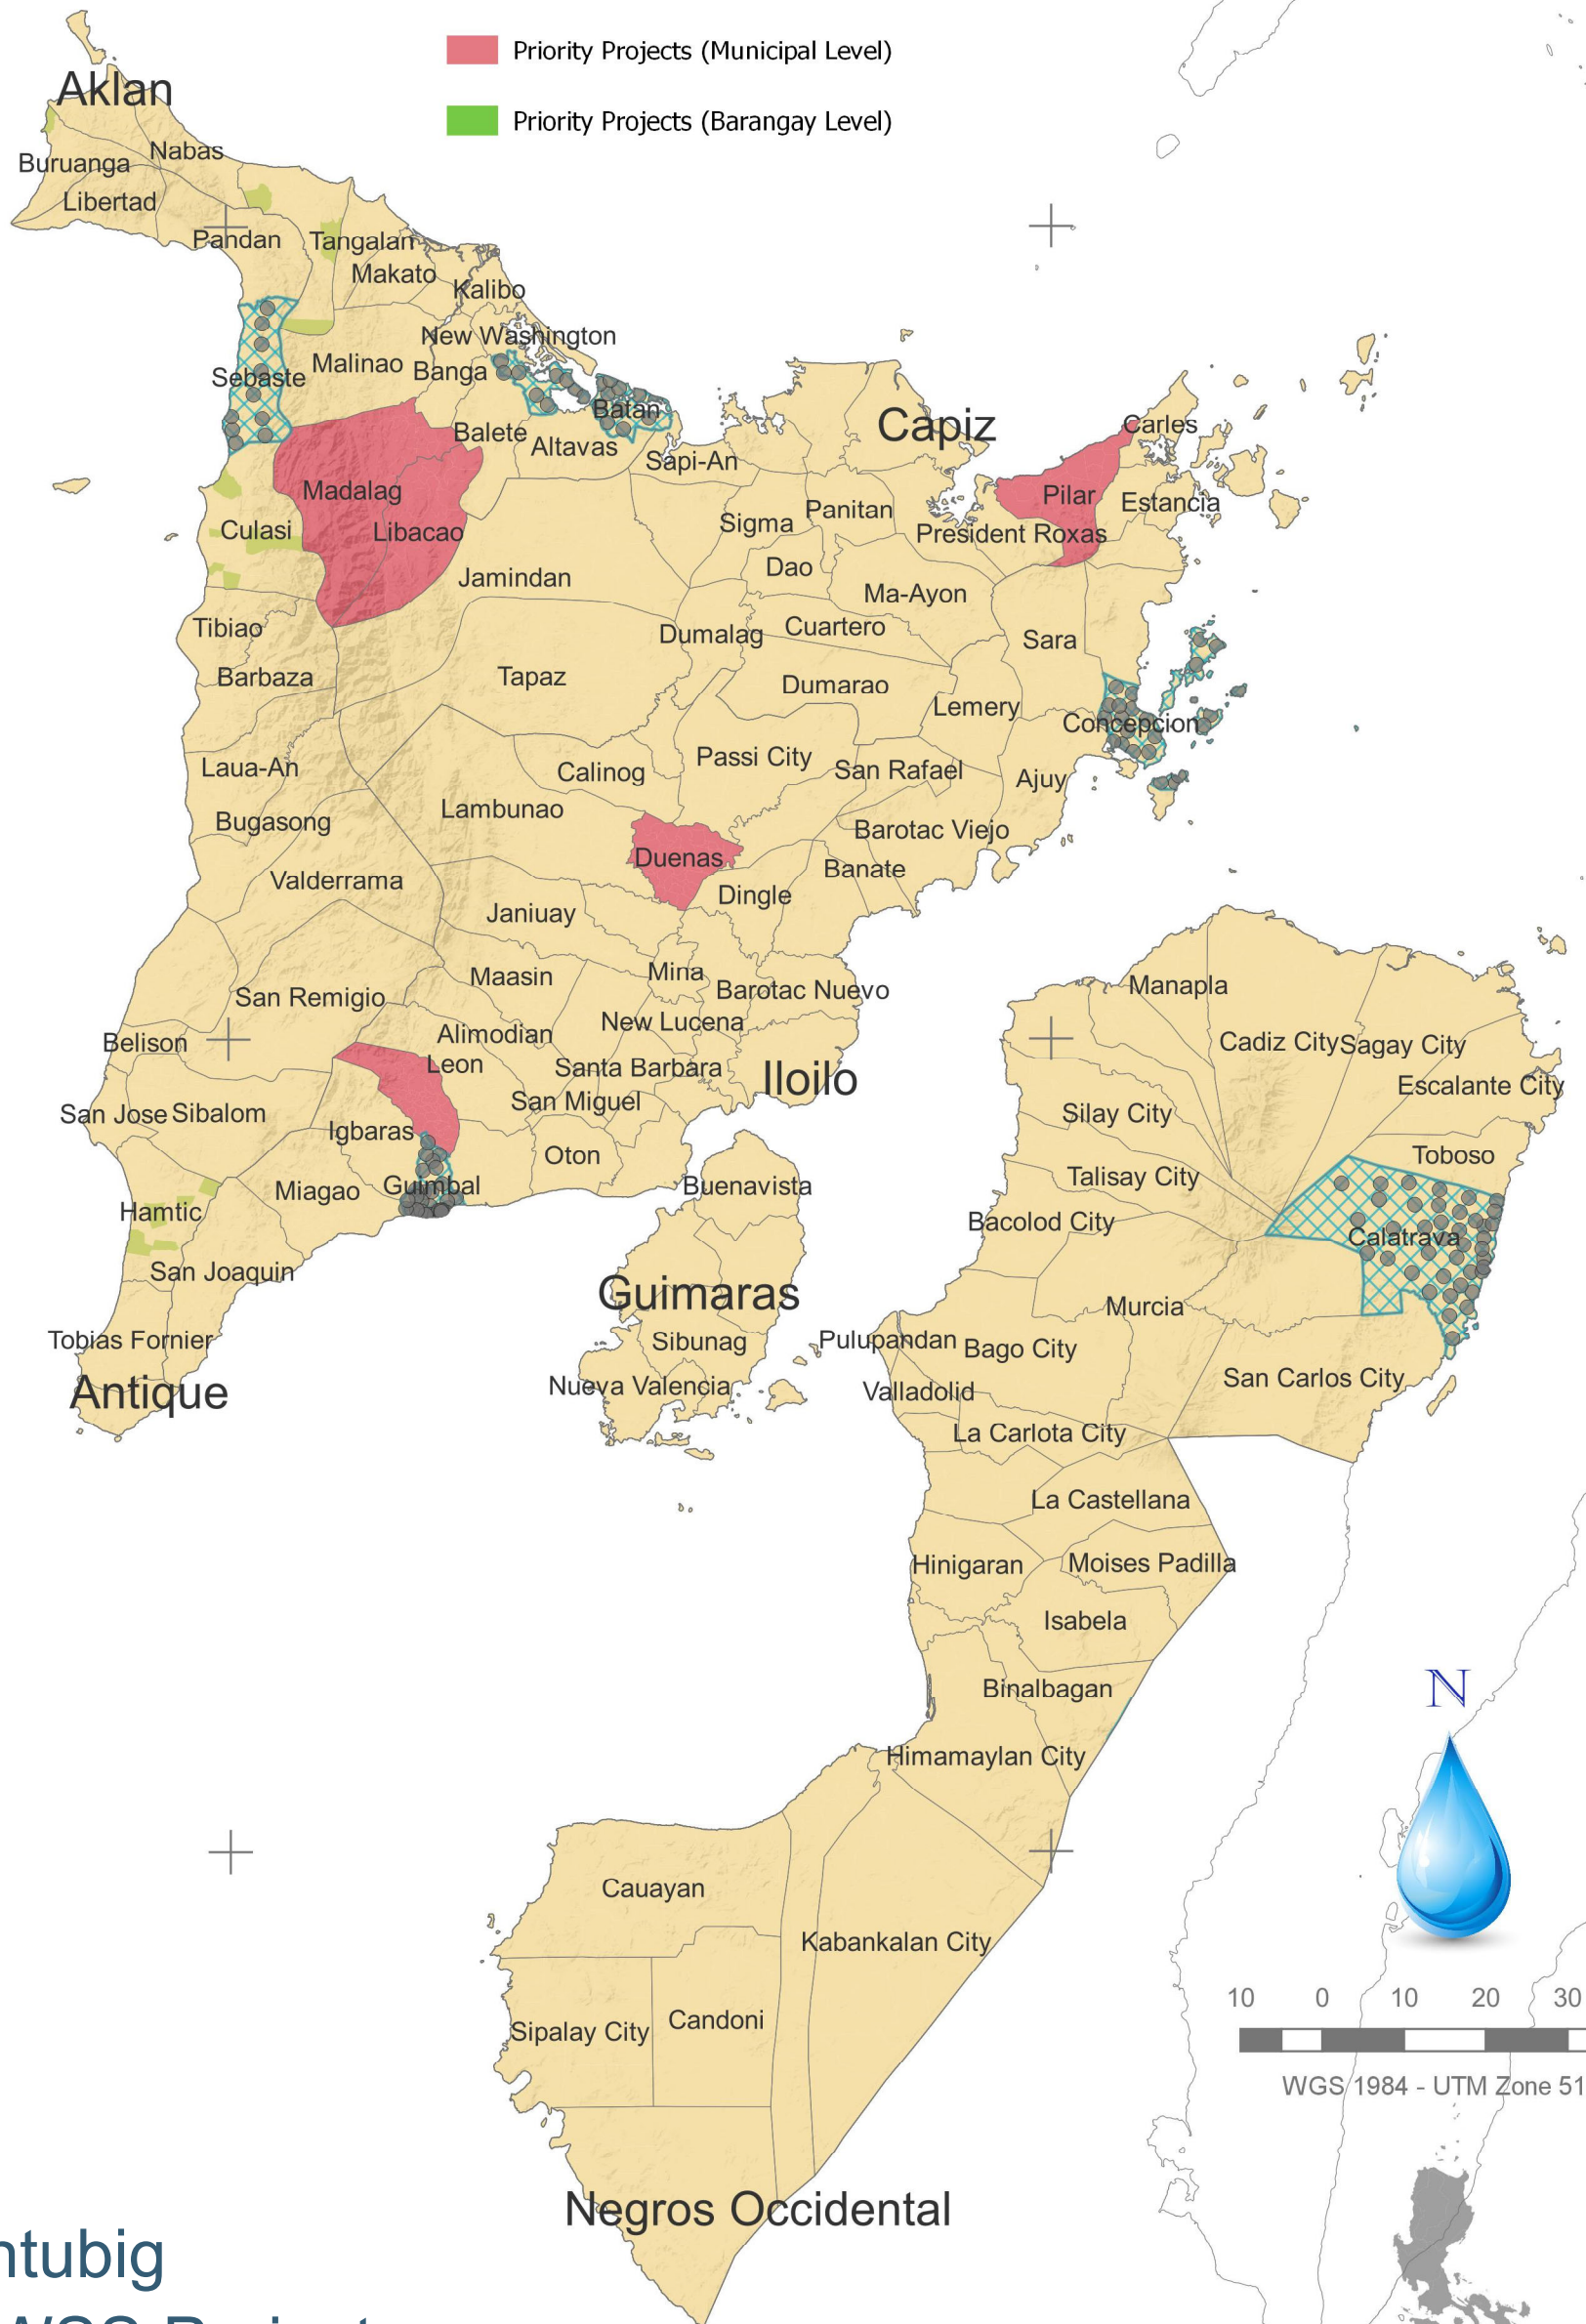 Priority Projects (Municipal Level)
Priority Projects (Barangay Level)
Aklan
Nabas
Buruanga
Libertad
Pandan
Tangalan
Makato
Kalibo
New Washington
Malinao
Banga
Sebaste
Batan
Balete
Altavas
Sapi-An
Capiz
Carles
Madalag
Pilar
Estancia
Culasi
Libacao
Sigma
Panitan
President Roxas
Dao
Jamindan
Ma-Ayon
Tibiao
Dumalag
Cuartero
Sara
Barbaza
Tapaz
Dumarao
Lemery
Concepcion
Laua-An
Calinog
Passi City
San Rafael
Ajuy
Bugasong
Lambunao
Barotac Viejo
Duenas
Banate
Valderrama
Dingle
Janiuay
Maasin
Mina
Barotac Nuevo
San Remigio
New Lucena
Belison
Alimodian
Leon
Santa Barbara
Iloilo
San Jose
Sibalom
San Miguel
Igbaras
Oton
Miagao
Guimbal
Buenavista
Hamtic
San Joaquin
Guimaras
Tobias Fornier
Sibunag
Antique
Nueva Valencia
Manapla
Cadiz City
Sagay City
Escalante City
Silay City
Toboso
Talisay City
Bacolod City
Calatrava
Murcia
Pulupandan
Bago City
Valladolid
San Carlos City
La Carlota City
La Castellana
Hinigaran
Moises Padilla
Isabela
Binalbagan
Himamaylan City
Cauayan
Kabankalan City
Sipalay City
Candoni
Negros Occidental
N
10 0 10 20 30
WGS 1984 - UTM Zone 51
ntubig